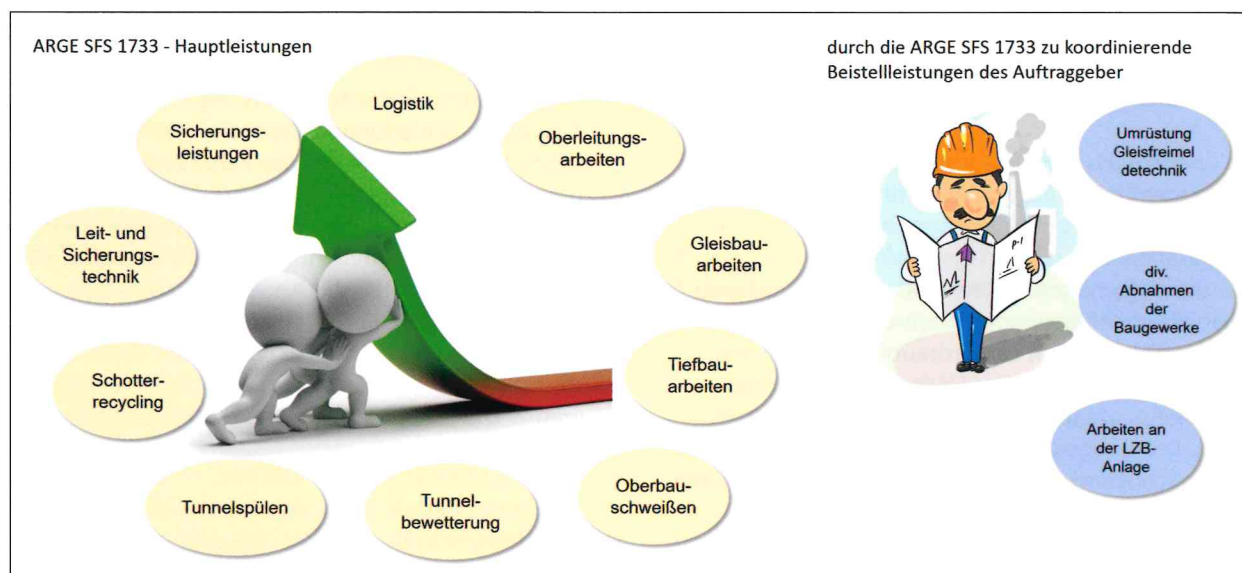 ARGE SFS 1733 - Hauptleistungen
Logistik
Sicherungs-
leistungen
Oberleitungs-
arbeiten
Leit- und
Sicherungs-
technik
Gleisbau-
arbeiten
Schotter-
recycling
Tiefbau-
arbeiten
Tunnelspülen
Tunnel-
bewetterung
Oberbau-
schweißen
durch die ARGE SFS 1733 zu koordinierende
Beistellleistungen des Auftraggeber
Umrüstung
Gleisfreimel
detechnik
P-1
div.
Abnahmen
der
Baugewerke
Arbeiten an
der LZB-
Anlage